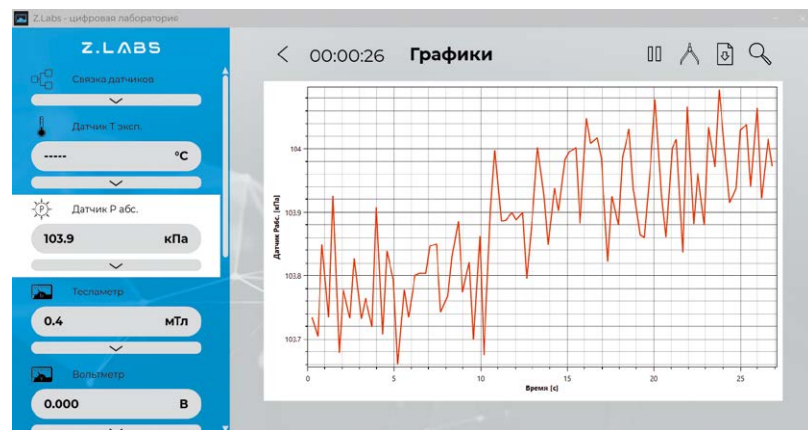 Z.Labs - цифровая лаборатория
Z.LABS
Связка датчиков
Датчик Т эксп.
----- °C
Датчик Р абс.
103.9 кПа
Тесламетр
0.4 мТл
Вольтметр
0.000 В
00:00:26 Графики
Датчик Рабс. [кПа]
104
103.9
103.8
103.7
0 5 10 15 20 25
Время [с]